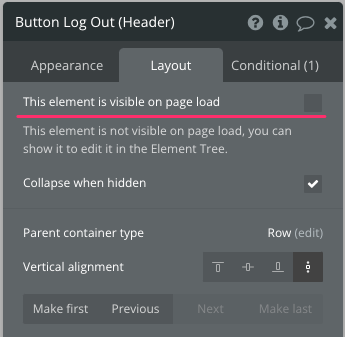 Button Log Out (Header)
Appearance Layout Conditional (1)
This element is visible on page load
This element is not visible on page load, you can
show it to edit it in the Element Tree.
Collapse when hidden
Parent container type Row (edit)
Vertical alignment
Make first Previous Next Make last